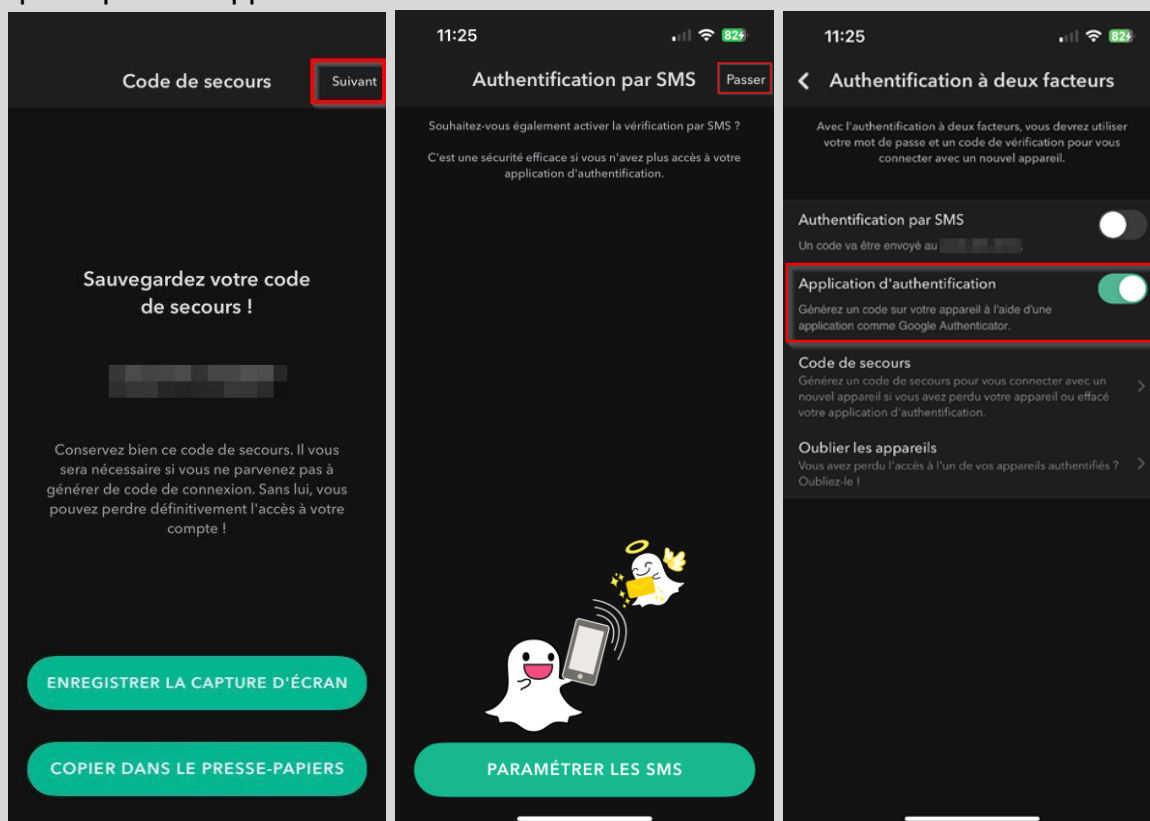 Code de secours
Suivant
Sauvegardez votre code
de secours !
Conservez bien ce code de secours. Il vous
sera nécessaire si vous ne parvenez pas à
générer de code de connexion. Sans lui, vous
pouvez perdre définitivement l'accès à votre
compte !
ENREGISTRER LA CAPTURE D'ÉCRAN
COPIER DANS LE PRESSE-PAPIERS
11:25
82
Authentification par SMS
Passer
Souhaitez-vous également activer la vérification par SMS ?
C'est une sécurité efficace si vous n'avez plus accès à votre
application d'authentification.
PARAMÉTRER LES SMS
11:25
82
Authentification à deux facteurs
Avec l'authentification à deux facteurs, vous devrez utiliser
votre mot de passe et un code de vérification pour vous
connecter avec un nouvel appareil.
Authentification par SMS
Un code va être envoyé au
Application d'authentification
Générez un code sur votre appareil à l'aide d'une
application comme Google Authenticator.
Code de secours
Générez un code de secours pour vous connecter avec un
nouvel appareil si vous avez perdu votre appareil ou effacé
votre application d'authentification.
Oublier les appareils
Vous avez perdu l'accès à l'un de vos appareils authentifiés ?
Oubliez-le !